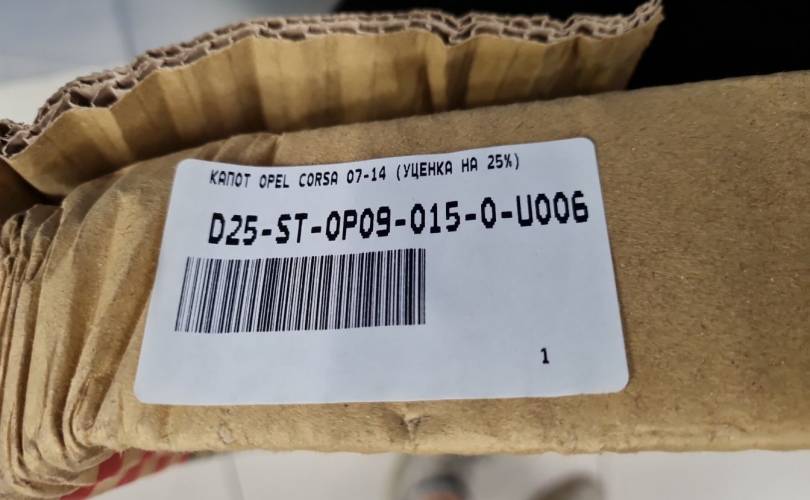 КАПОТ OPEL CORSA 07-14 (УЦЕНКА НА 25%)
D25-ST-OP09-015-0-U006
1